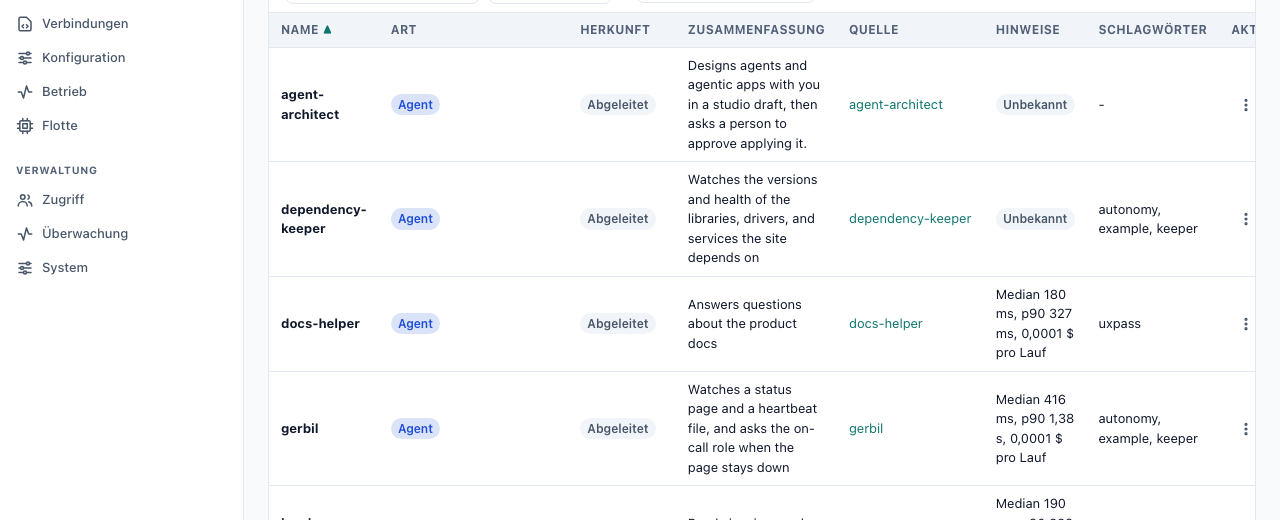 Verbindungen
Konfiguration
Betrieb
Flotte
VERWALTUNG
Zugriff
Überwachung
System
NAME ▲ ART HERKUNFT ZUSAMMENFASSUNG QUELLE HINWEISE SCHLAGWÖRTER AKT
agent-
architect
Agent
Abgeleitet
Designs agents and
agentic apps with you
in a studio draft, then
asks a person to
approve applying it.
agent-architect
Unbekannt
-
dependency-
keeper
Agent
Abgeleitet
Watches the versions
and health of the
libraries, drivers, and
services the site
depends on
dependency-keeper
Unbekannt
autonomy,
example, keeper
docs-helper
Agent
Abgeleitet
Answers questions
about the product
docs
docs-helper
Median 180
ms, p90 327
ms, 0,0001 $
pro Lauf
uxpass
gerbil
Agent
Abgeleitet
Watches a status
page and a heartbeat
file, and asks the on-
call role when the
page stays down
gerbil
Median 416
ms, p90 1,38
s, 0,0001 $
pro Lauf
autonomy,
example, keeper
Median 190